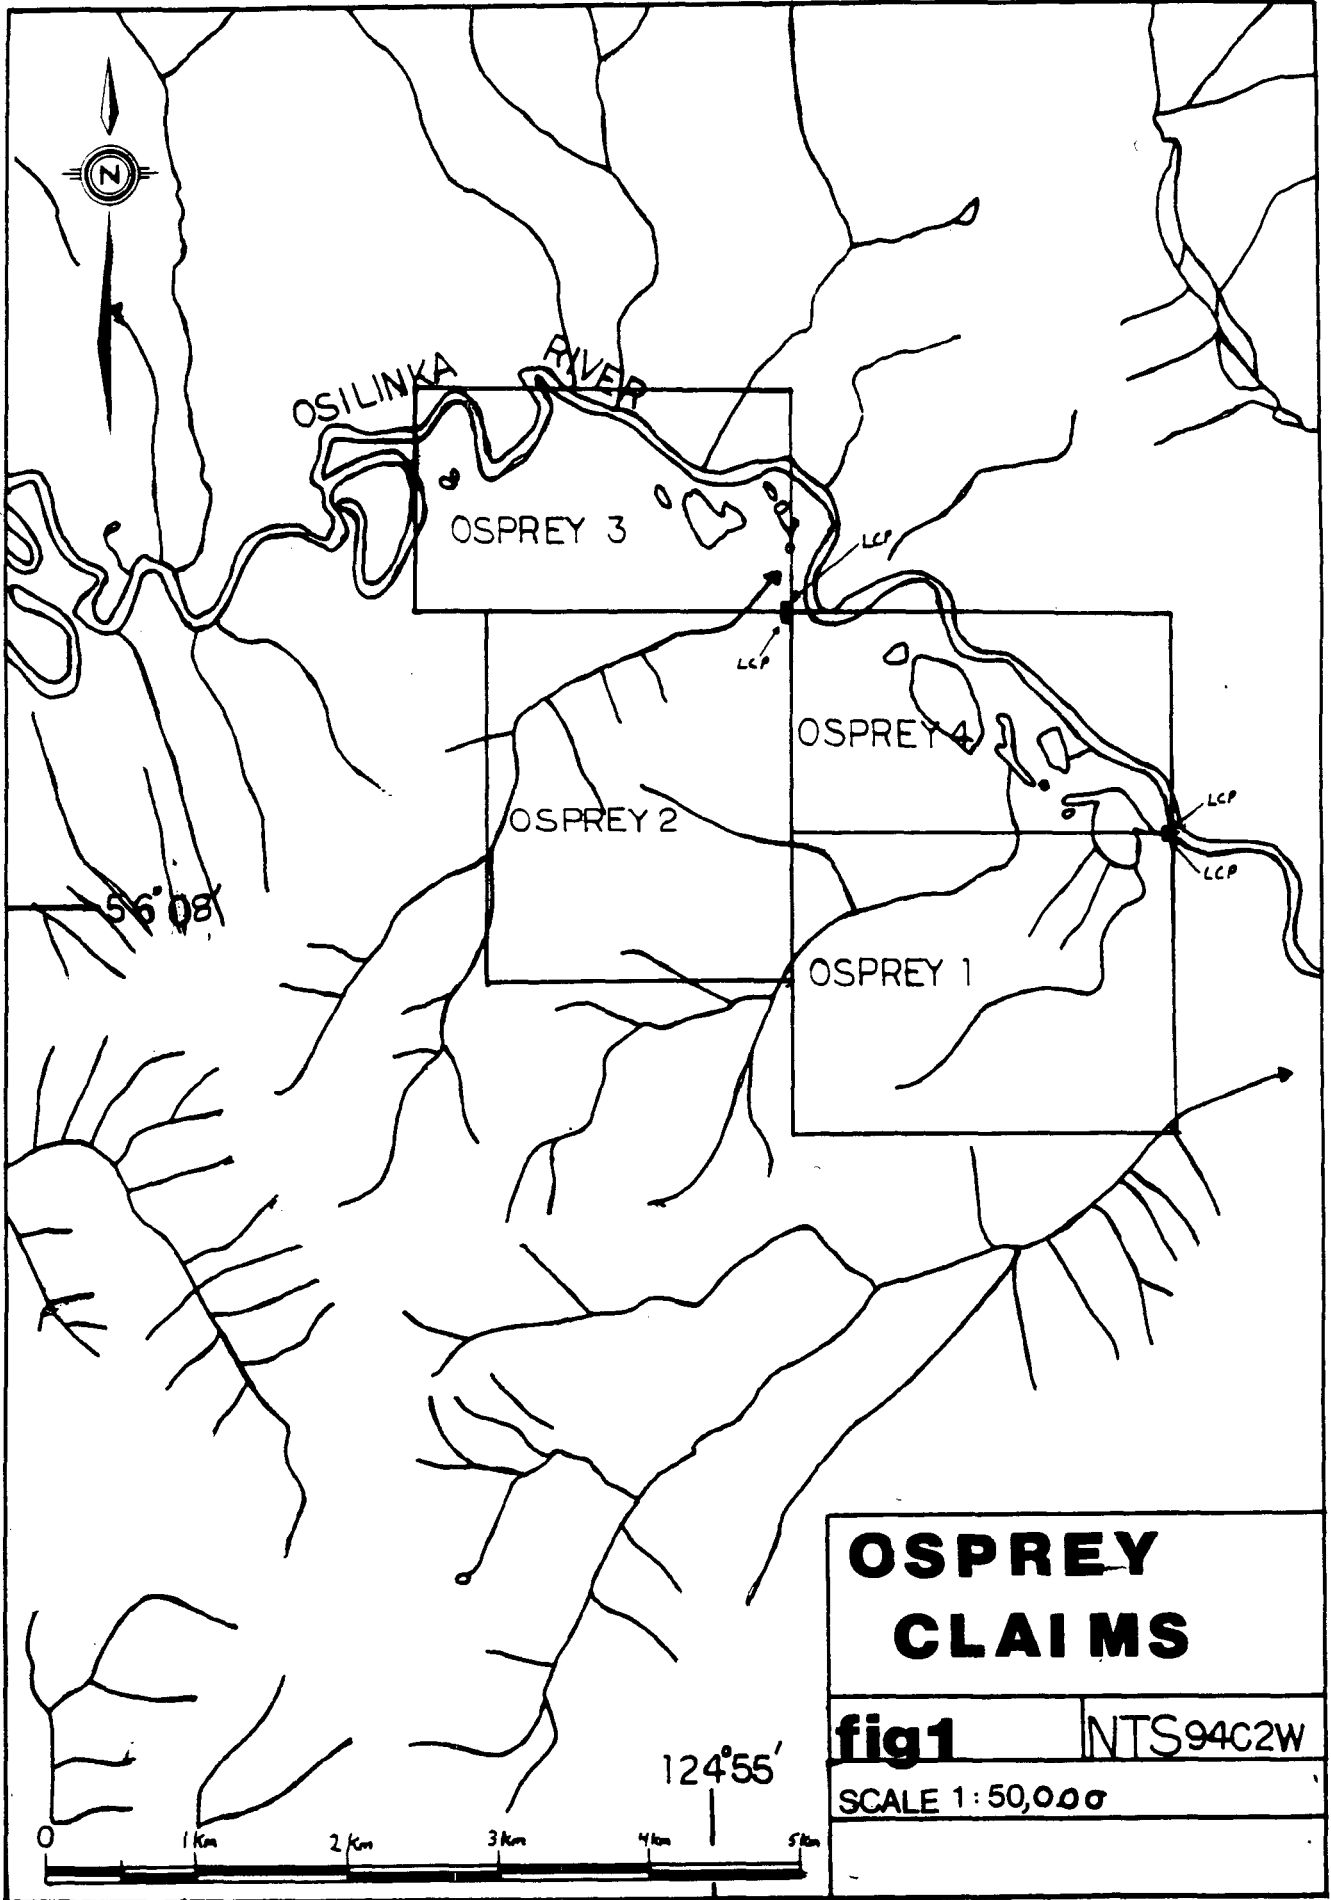 N
OSILINKA RIVER
OSPREY 3
LCP
LCP
OSPREY 4
OSPREY 2
LCP
LCP
56°08'
OSPREY 1
OSPREY
CLAIMS
fig1
NTS94C2W
SCALE 1:50,000
124°55'
0 1km 2km 3km 4km 5km